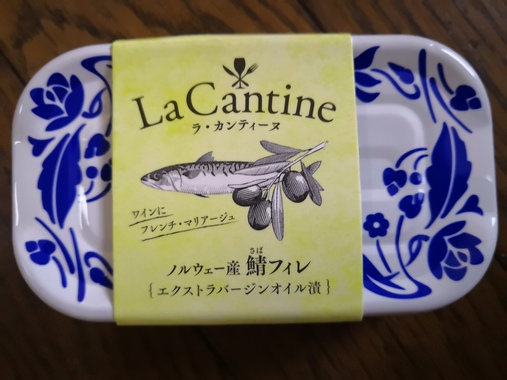 La Cantine
ラ・カンティーヌ
ワインに
フレンチ・マリアージュ
さば
ノルウェー産 鯖フィレ
{エクストラバージンオイル漬}